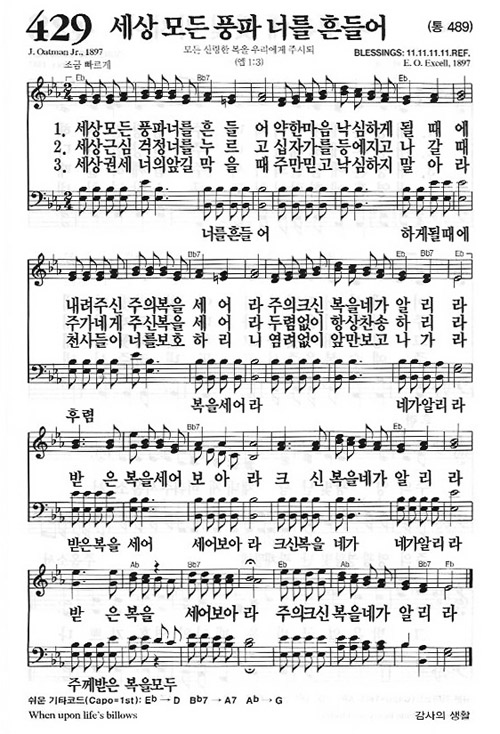 429 세상 모든 풍파 너를 흔들어 (통 489)
J. Oatman Jr., 1897 모든 신령한 복을 우리에게 주시되 BLESSINGS: 11.11.11.11.REF.
조금 빠르게 (엡 1:3) E. O. Excell, 1897
Eb Bb7 Eb
1. 세상모든 풍파너를 흔 들 어 약한마음 낙심하게 될 때 에
2. 세상근심 걱정너를 누 르 고 십자가를 등에지고 나 갈 때
3. 세상권세 너의앞길 막 을 때 주만믿고 낙심하지 말 아 라
너를흔들 어 하게될때에
Bb7 Eb Bb7 Eb
내려주신 주의복을 세 어 라 주의크신 복을네가 알 리 라
주가네게 주신복을 세 어 라 두렴없이 항상찬송 하 리 라
천사들이 너를보호 하 리 니 염려없이 앞만보고 나 가 라
복을세어 라 네가알리 라
후렴
Bb7 Eb
받 은 복을세어 보 아 라 크 신 복을네가 알 리 라
받은복을 세어 세어보아 라 크신복을 네가 네가알리 라
Eb Ab Bb7 Ab Eb F Eb Bb7 Eb
받 은 복을 세어보아 라 주의크신 복을네가 알리 라
주께받은 복을모두
쉬운 기타코드(Capo=1st): Eb → D Bb7 → A7 Ab → G
When upon life's billows 감사의 생활